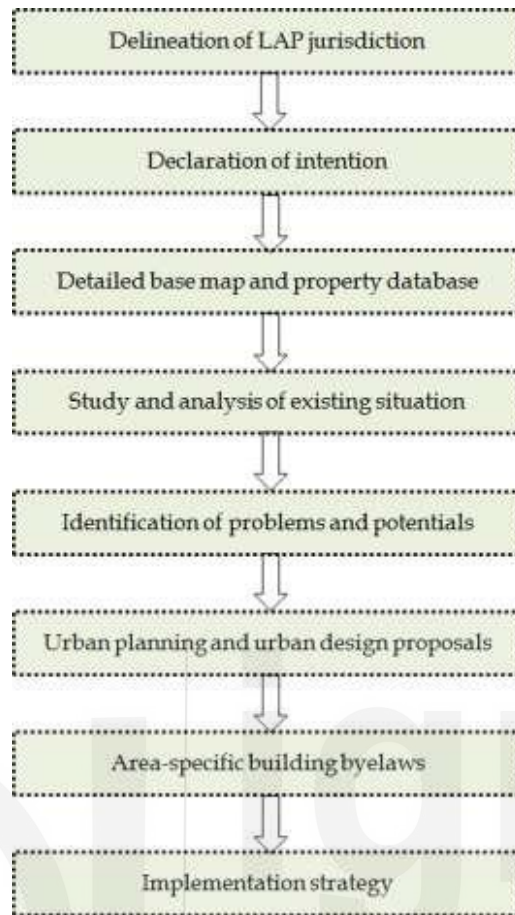 Delineation of LAP jurisdiction
Declaration of intention
Detailed base map and property database
Study and analysis of existing situation
Identification of problems and potentials
Urban planning and urban design proposals
Area-specific building byelaws
Implementation strategy